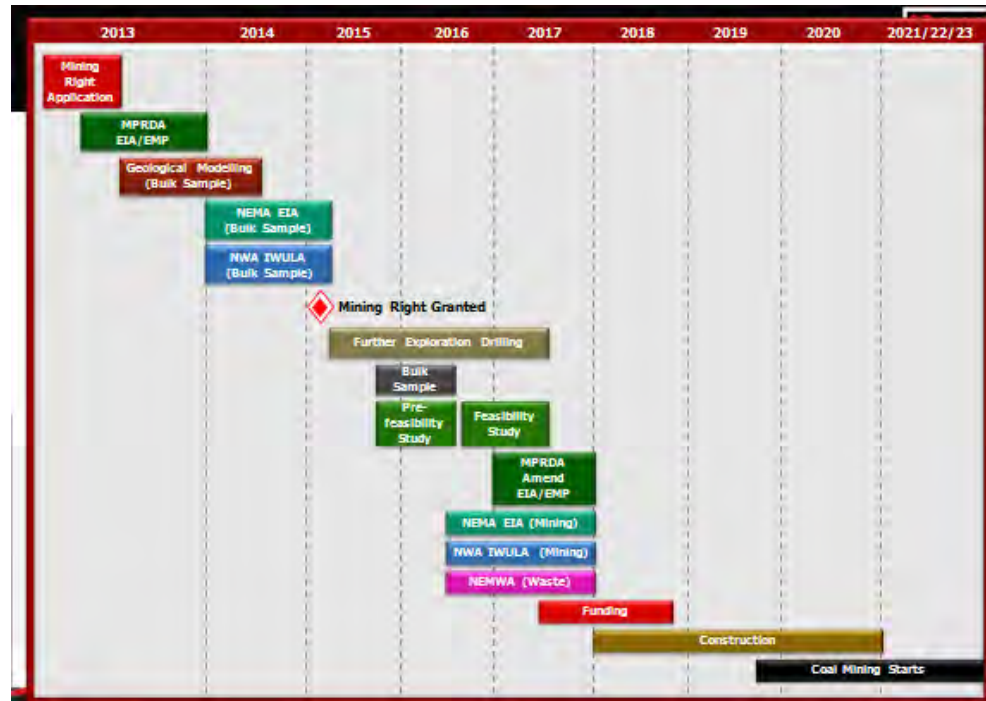 2013 2014 2015 2016 2017 2018 2019 2020 2021/22/23
Mining
Right
Application
MPRDA
EIA/EMP
Geological Modelling
(Bulk Sample)
NEMA EIA
(Bulk Sample)
NWA IWULA
(Bulk Sample)
Mining Right Granted
Further Exploration Drilling
Bulk
Sample
Pre-
feasibility
Study
Feasibility
Study
MPRDA
Amend
EIA/EMP
NEMA EIA (Mining)
NWA IWULA (Mining)
NEMWA (Waste)
Funding
Construction
Coal Mining Starts